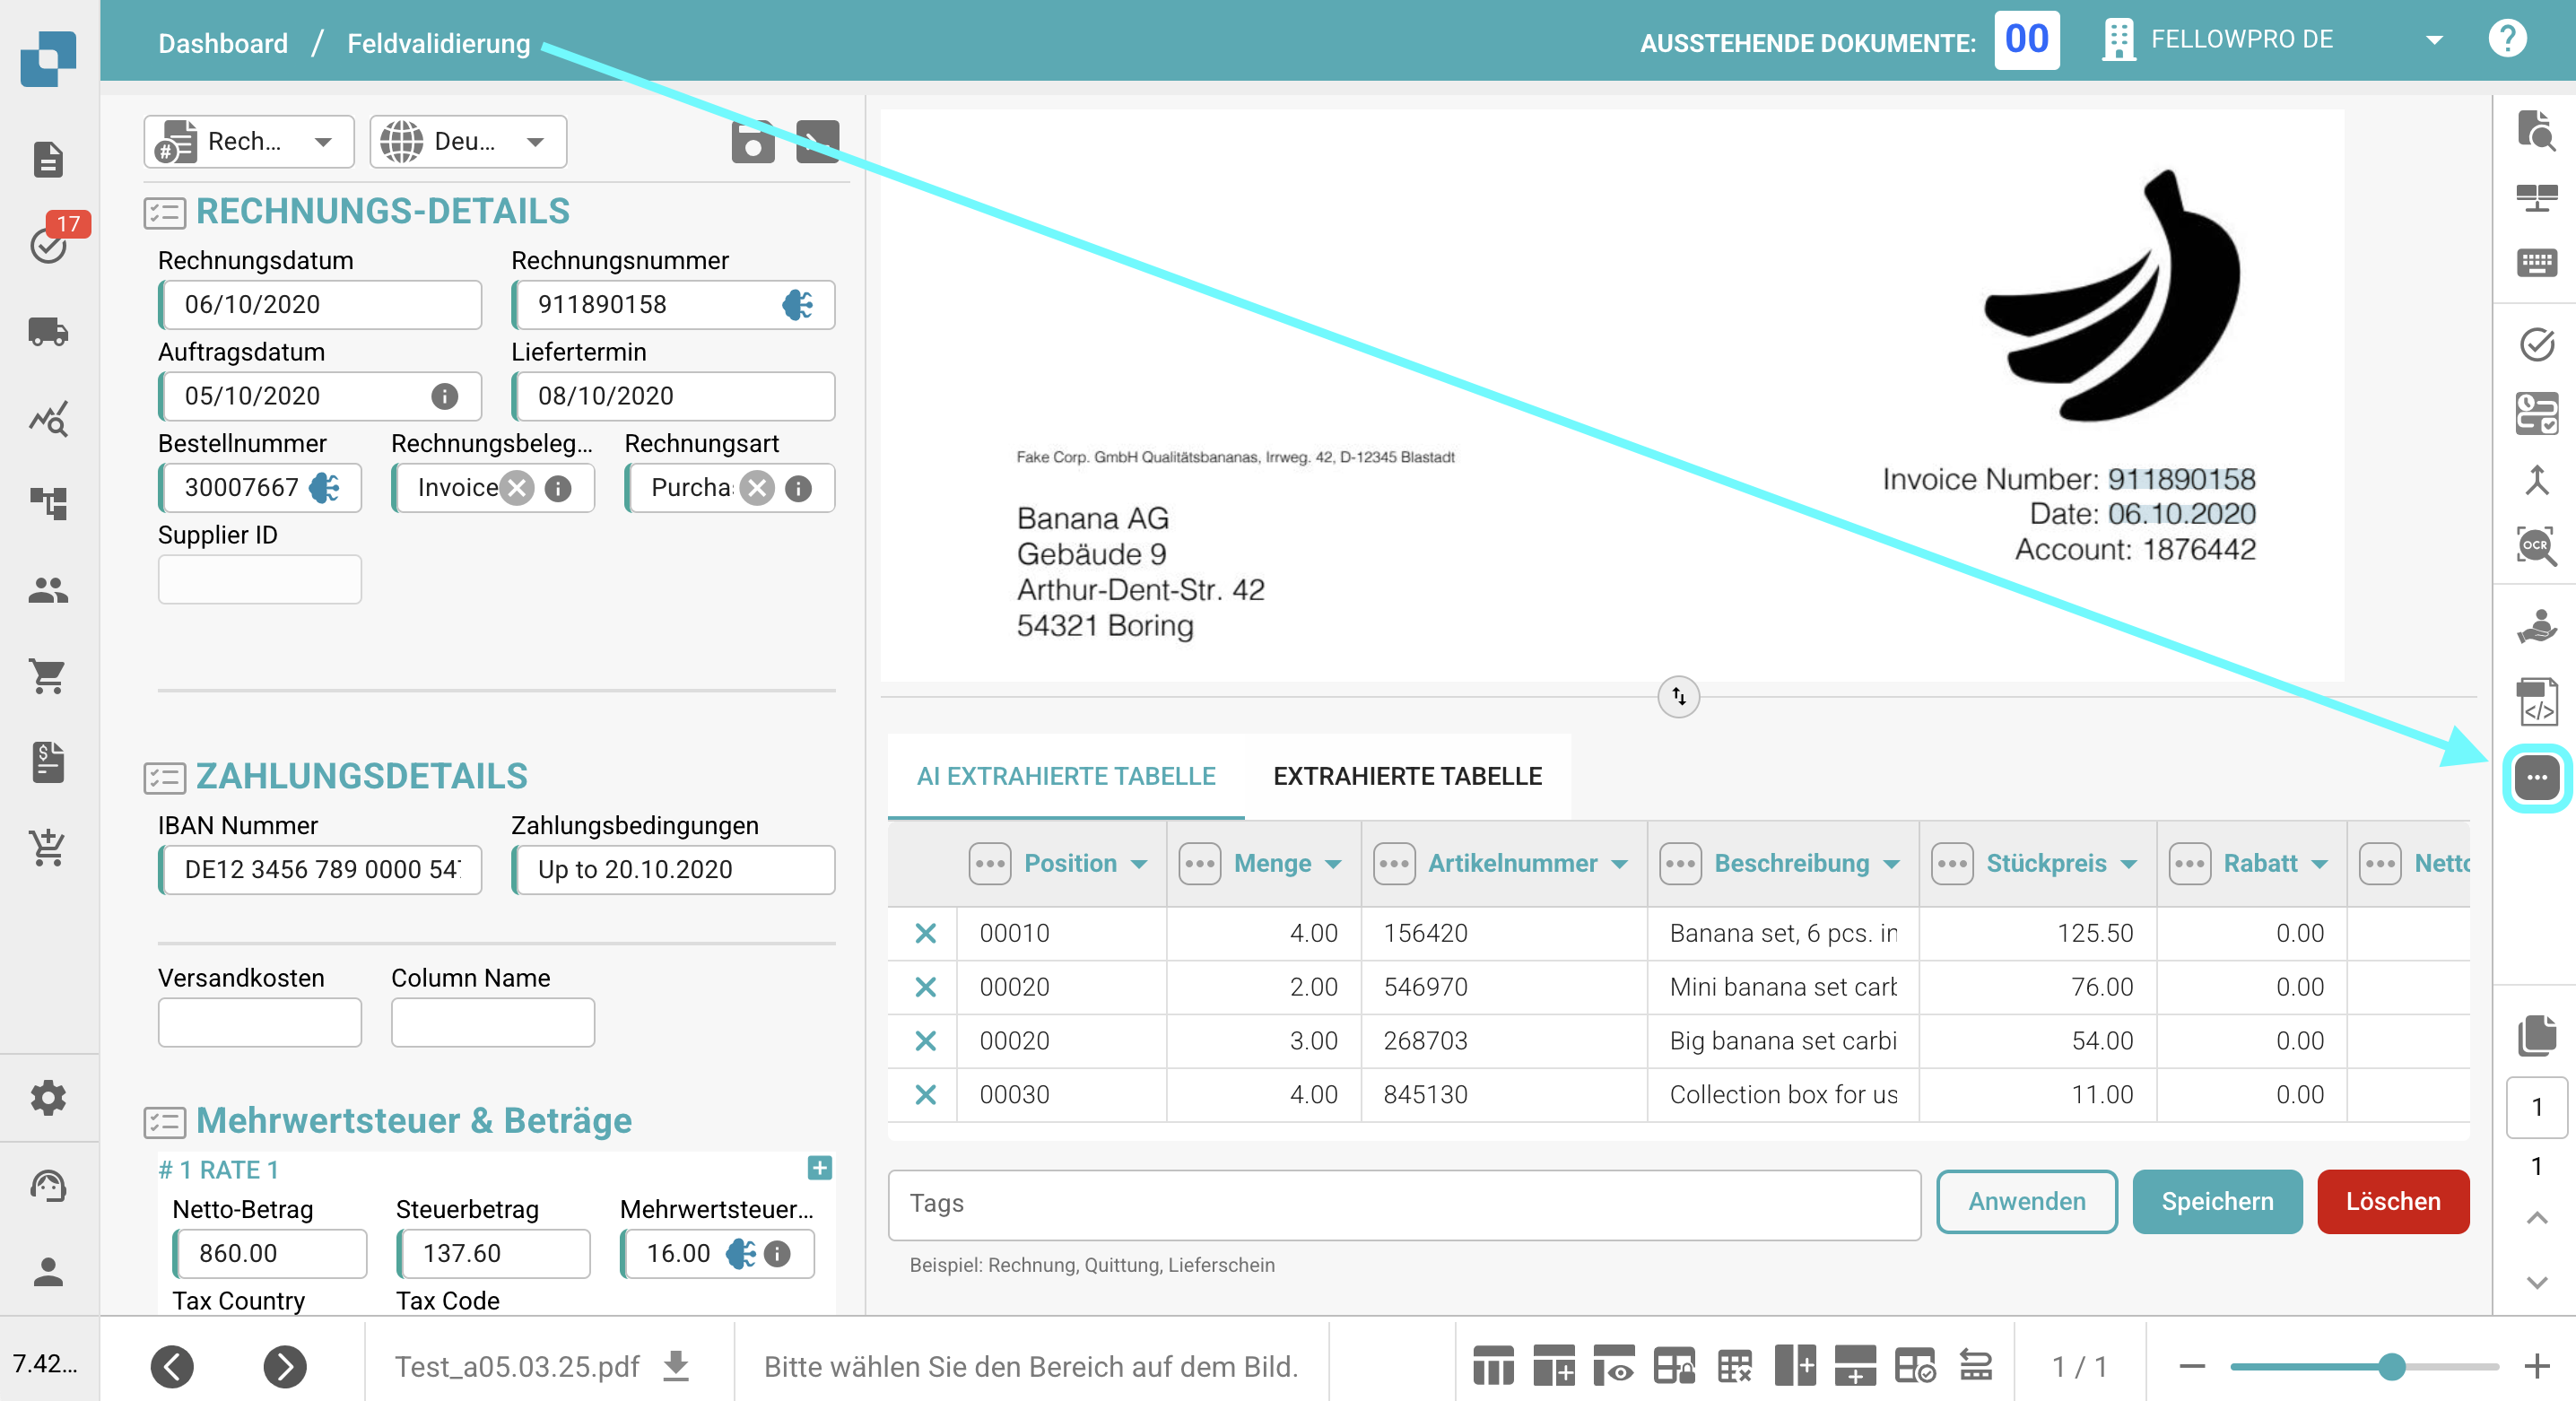 Dashboard / Feldvalidierung
AUSSTEHENDE DOKUMENTE: 00
FELLOWPRO DE
?
17
7.42...
# Rech...
Deu...
RECHNUNGS-DETAILS
Rechnungsdatum
Rechnungsnummer
06/10/2020
911890158
Auftragsdatum
Liefertermin
05/10/2020
08/10/2020
Bestellnummer
Rechnungsbeleg...
Rechnungsart
30007667
Invoice
Purcha
Supplier ID
ZAHLUNGSDETAILS
IBAN Nummer
Zahlungsbedingungen
DE12 3456 789 0000 54
Up to 20.10.2020
Versandkosten
Column Name
Mehrwertsteuer & Beträge
# 1 RATE 1
Netto-Betrag
Steuerbetrag
Mehrwertsteuer...
860.00
137.60
16.00
Tax Country
Tax Code
Fake Corp. GmbH Qualitätsbananas, Irrweg. 42, D-12345 Blastadt
Banana AG
Gebäude 9
Arthur-Dent-Str. 42
54321 Boring
Invoice Number: 911890158
Date: 06.10.2020
Account: 1876442
AI EXTRAHIERTE TABELLE
EXTRAHIERTE TABELLE
Position Menge Artikelnummer Beschreibung Stückpreis Rabatt Netto
00010 4.00 156420 Banana set, 6 pcs. in 125.50 0.00
00020 2.00 546970 Mini banana set carb 76.00 0.00
00020 3.00 268703 Big banana set carbi 54.00 0.00
00030 4.00 845130 Collection box for us 11.00 0.00
Tags
Anwenden
Speichern
Löschen
Beispiel: Rechnung, Quittung, Lieferschein
OCR
</>
1
1
Test_a05.03.25.pdf
Bitte wählen Sie den Bereich auf dem Bild.
1 / 1